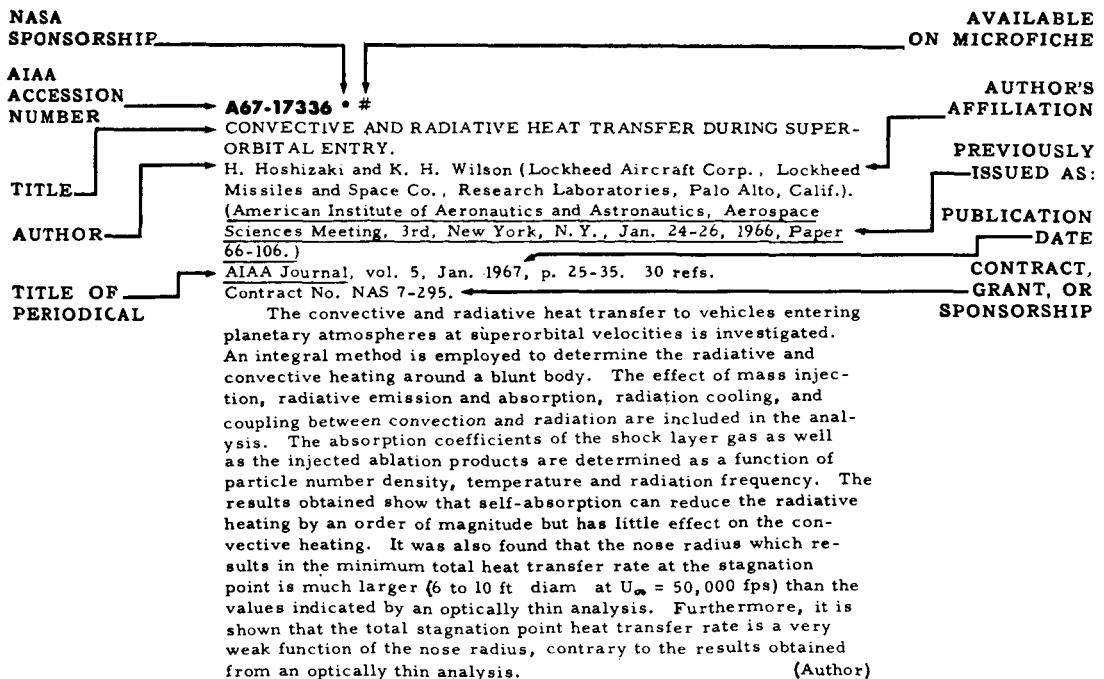 NASA
SPONSORSHIP
AVAILABLE
ON MICROFICHE
AIAA
ACCESSION
NUMBER
AUTHOR'S
AFFILIATION
PREVIOUSLY
ISSUED AS:
TITLE
AUTHOR
PUBLICATION
DATE
TITLE OF
PERIODICAL
CONTRACT,
GRANT, OR
SPONSORSHIP
A67-17336 * #
CONVECTIVE AND RADIATIVE HEAT TRANSFER DURING SUPER-
ORBITAL ENTRY.
H. Hoshizaki and K. H. Wilson (Lockheed Aircraft Corp., Lockheed
Missiles and Space Co., Research Laboratories, Palo Alto, Calif.).
(American Institute of Aeronautics and Astronautics, Aerospace
Sciences Meeting, 3rd, New York, N.Y., Jan. 24-26, 1966, Paper
66-106.)
AIAA Journal, vol. 5, Jan. 1967, p. 25-35. 30 refs.
Contract No. NAS 7-295.
The convective and radiative heat transfer to vehicles entering
planetary atmospheres at superorbital velocities is investigated.
An integral method is employed to determine the radiative and
convective heating around a blunt body. The effect of mass injec-
tion, radiative emission and absorption, radiation cooling, and
coupling between convection and radiation are included in the anal-
ysis. The absorption coefficients of the shock layer gas as well
as the injected ablation products are determined as a function of
particle number density, temperature and radiation frequency. The
results obtained show that self-absorption can reduce the radiative
heating by an order of magnitude but has little effect on the con-
vective heating. It was also found that the nose radius which re-
sults in the minimum total heat transfer rate at the stagnation
point is much larger (6 to 10 ft diam at U∞ = 50,000 fps) than the
values indicated by an optically thin analysis. Furthermore, it is
shown that the total stagnation point heat transfer rate is a very
weak function of the nose radius, contrary to the results obtained
from an optically thin analysis. (Author)